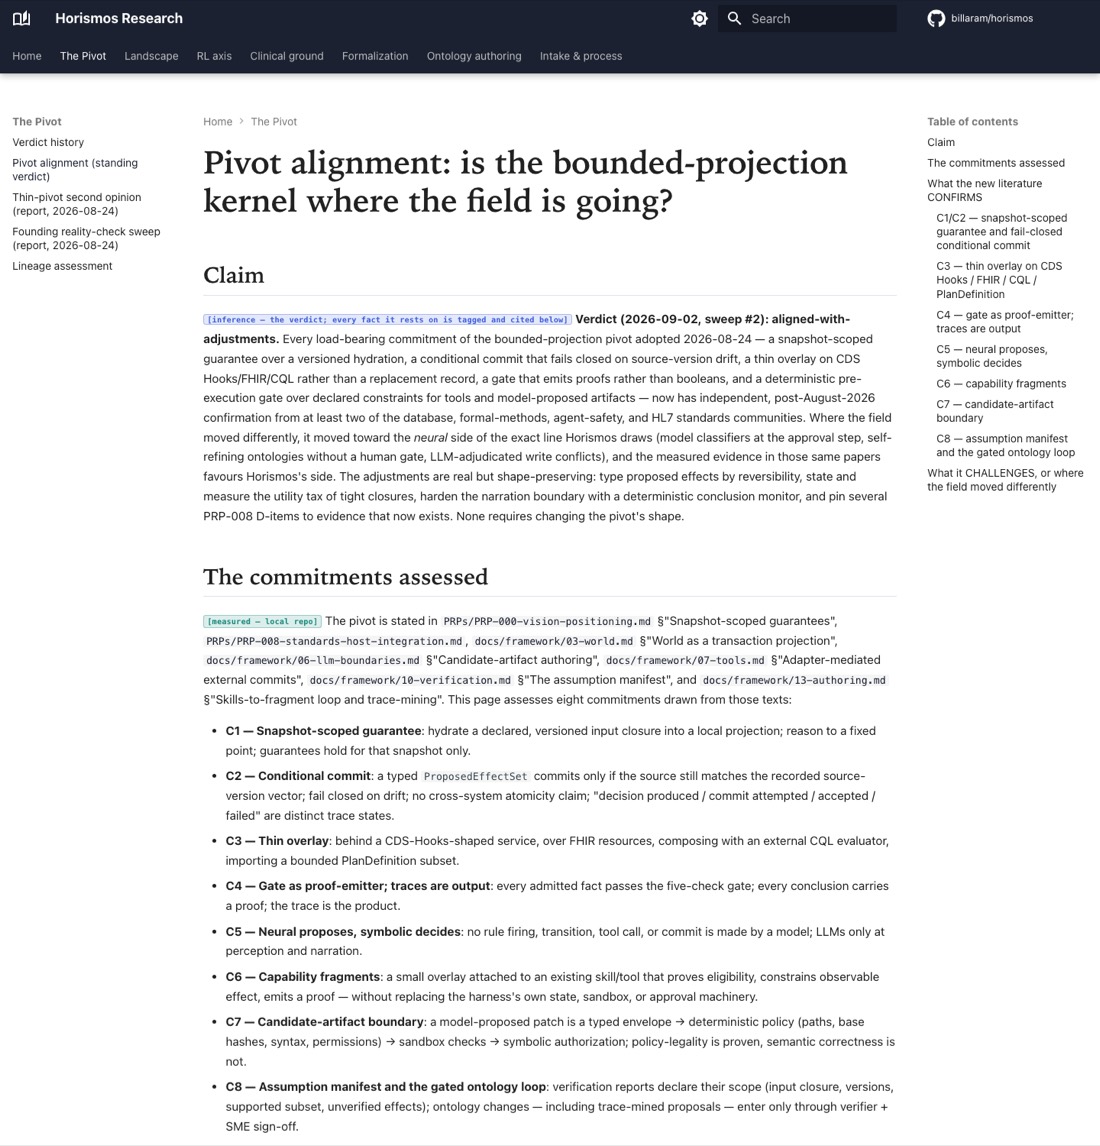 Horismos Research
Search
billaram/horismos
Home
The Pivot
Landscape
RL axis
Clinical ground
Formalization
Ontology authoring
Intake & process
The Pivot
Verdict history
Pivot alignment (standing
verdict)
Thin-pivot second opinion
(report, 2026-08-24)
Founding reality-check sweep
(report, 2026-08-24)
Lineage assessment
Home > The Pivot
Pivot alignment: is the bounded-projection
kernel where the field is going?
Claim
[inference — the verdict; every fact it rests on is tagged and cited below] Verdict (2026-09-02, sweep #2): aligned-with-
adjustments. Every load-bearing commitment of the bounded-projection pivot adopted 2026-08-24 — a snapshot-scoped
guarantee over a versioned hydration, a conditional commit that fails closed on source-version drift, a thin overlay on CDS
Hooks/FHIR/CQL rather than a replacement record, a gate that emits proofs rather than booleans, and a deterministic pre-
execution gate over declared constraints for tools and model-proposed artifacts — now has independent, post-August-2026
confirmation from at least two of the database, formal-methods, agent-safety, and HL7 standards communities. Where the field
moved differently, it moved toward the neural side of the exact line Horismos draws (model classifiers at the approval step, self-
refining ontologies without a human gate, LLM-adjudicated write conflicts), and the measured evidence in those same papers
favours Horismos's side. The adjustments are real but shape-preserving: type proposed effects by reversibility, state and
measure the utility tax of tight closures, harden the narration boundary with a deterministic conclusion monitor, and pin several
PRP-008 D-items to evidence that now exists. None requires changing the pivot's shape.
The commitments assessed
[measured — local repo] The pivot is stated in PRPs/PRP-000-vision-positioning.md §"Snapshot-scoped guarantees",
PRPs/PRP-008-standards-host-integration.md, docs/framework/03-world.md §"World as a transaction projection",
docs/framework/06-llm-boundaries.md §"Candidate-artifact authoring", docs/framework/07-tools.md §"Adapter-mediated
external commits", docs/framework/10-verification.md §"The assumption manifest", and docs/framework/13-authoring.md
§"Skills-to-fragment loop and trace-mining". This page assesses eight commitments drawn from those texts:
• C1 — Snapshot-scoped guarantee: hydrate a declared, versioned input closure into a local projection; reason to a fixed
point; guarantees hold for that snapshot only.
• C2 — Conditional commit: a typed ProposedEffectSet commits only if the source still matches the recorded source-
version vector; fail closed on drift; no cross-system atomicity claim; "decision produced / commit attempted / accepted /
failed" are distinct trace states.
• C3 — Thin overlay: behind a CDS-Hooks-shaped service, over FHIR resources, composing with an external CQL evaluator,
importing a bounded PlanDefinition subset.
• C4 — Gate as proof-emitter; traces are output: every admitted fact passes the five-check gate; every conclusion carries
a proof; the trace is the product.
• C5 — Neural proposes, symbolic decides: no rule firing, transition, tool call, or commit is made by a model; LLMs only at
perception and narration.
• C6 — Capability fragments: a small overlay attached to an existing skill/tool that proves eligibility, constrains observable
effect, emits a proof — without replacing the harness's own state, sandbox, or approval machinery.
• C7 — Candidate-artifact boundary: a model-proposed patch is a typed envelope → deterministic policy (paths, base
hashes, syntax, permissions) → sandbox checks → symbolic authorization; policy-legality is proven, semantic correctness is
not.
• C8 — Assumption manifest and the gated ontology loop: verification reports declare their scope (input closure, versions,
supported subset, unverified effects); ontology changes — including trace-mined proposals — enter only through verifier +
SME sign-off.
Table of contents
Claim
The commitments assessed
What the new literature
CONFIRMS
C1/C2 — snapshot-scoped
guarantee and fail-closed
conditional commit
C3 — thin overlay on CDS
Hooks / FHIR / CQL /
PlanDefinition
C4 — gate as proof-emitter;
traces are output
C5 — neural proposes,
symbolic decides
C6 — capability fragments
C7 — candidate-artifact
boundary
C8 — assumption manifest
and the gated ontology loop
What it CHALLENGES, or where
the field moved differently